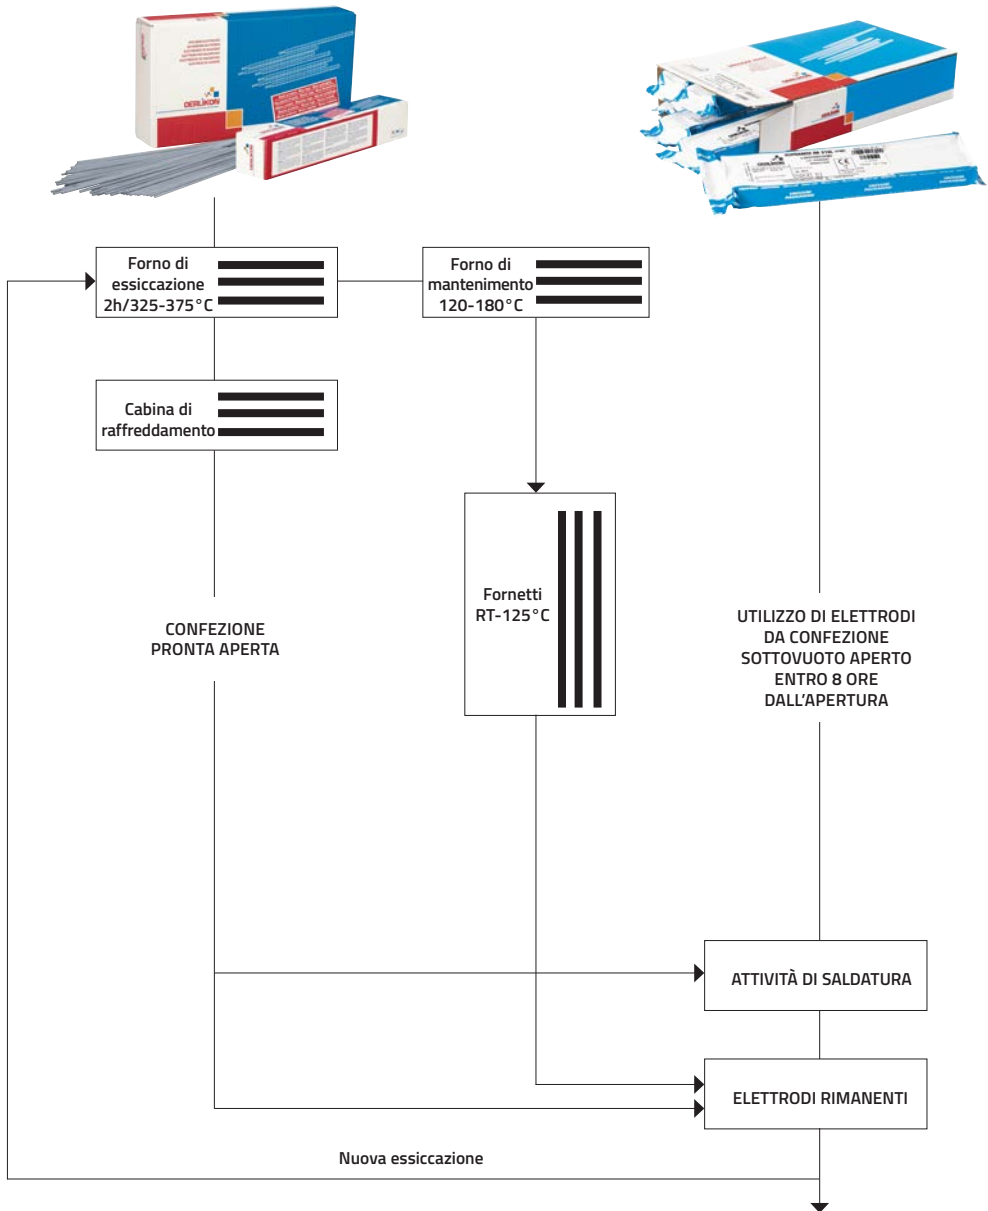 OERLIKON
OERLIKON
Forno di
essiccazione
2h/325-375°C
Forno di
mantenimento
120-180°C
Cabina di
raffreddamento
Fornetti
RT-125°C
CONFEZIONE
PRONTA APERTA
UTILIZZO DI ELETTRODI
DA CONFEZIONE
SOTTOVUOTO APERTO
ENTRO 8 ORE
DALL'APERTURA
ATTIVITÀ DI SALDATURA
ELETTRODI RIMANENTI
Nuova essiccazione